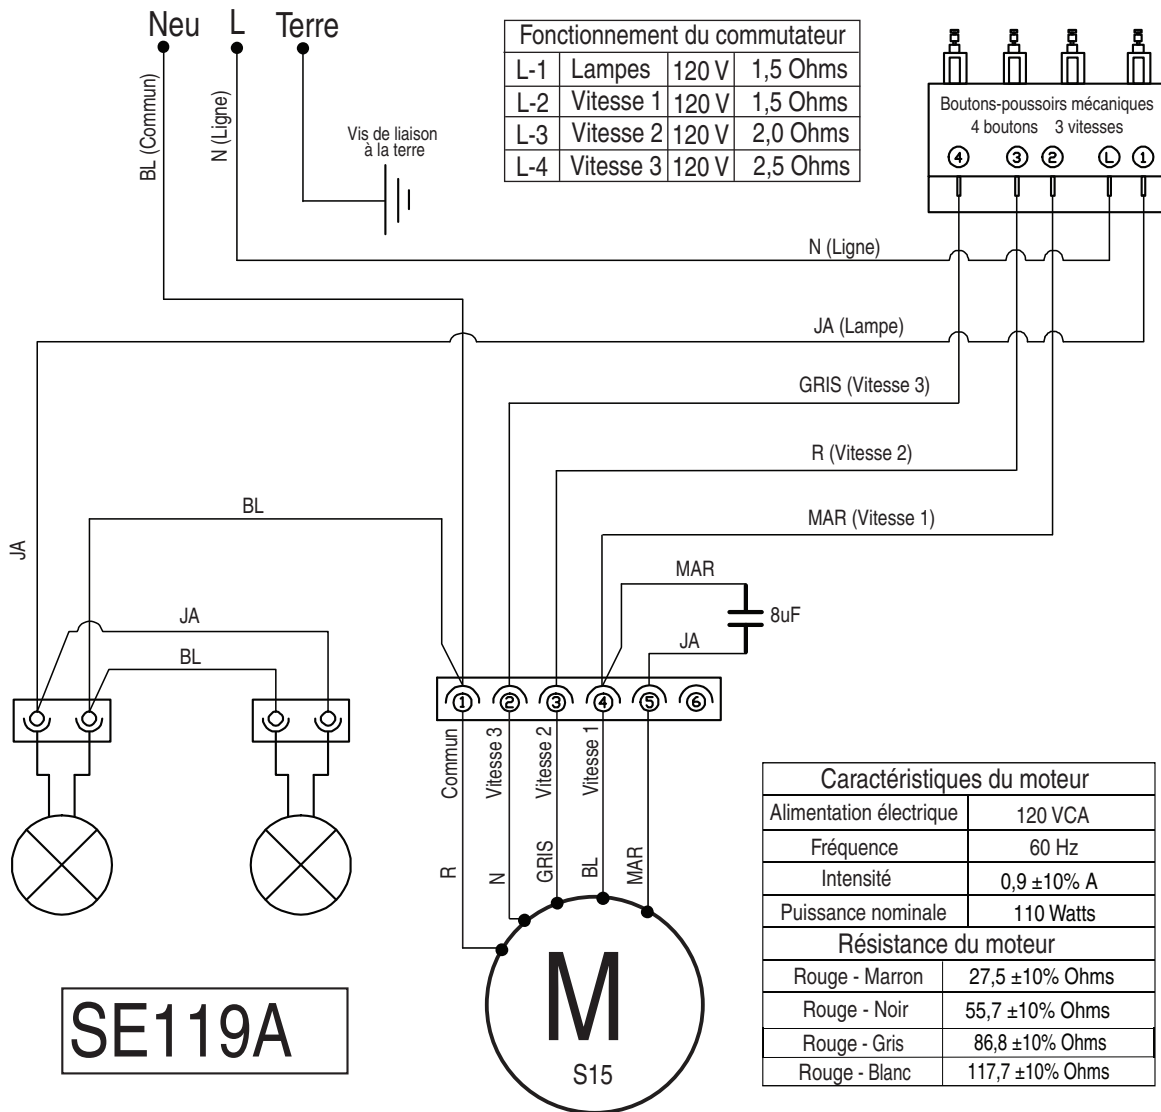 Neu L Terre
BL (Commun)
N (Ligne)
Vis de liaison
à la terre
Fonctionnement du commutateur
L-1 Lampes 120 V 1,5 Ohms
L-2 Vitesse 1 120 V 1,5 Ohms
L-3 Vitesse 2 120 V 2,0 Ohms
L-4 Vitesse 3 120 V 2,5 Ohms
Boutons-poussoirs mécaniques
4 boutons 3 vitesses
4 3 2 L 1
N (Ligne)
JA (Lampe)
GRIS (Vitesse 3)
R (Vitesse 2)
MAR (Vitesse 1)
BL
JA
MAR
8uF
JA
JA
BL
1 2 3 4 5 6
Commun
Vitesse 3
Vitesse 2
Vitesse 1
R
N
GRIS
BL
MAR
M
S15
SE119A
Caractéristiques du moteur
Alimentation électrique 120 VCA
Fréquence 60 Hz
Intensité 0,9 ±10% A
Puissance nominale 110 Watts
Résistance du moteur
Rouge - Marron 27,5 ±10% Ohms
Rouge - Noir 55,7 ±10% Ohms
Rouge - Gris 86,8 ±10% Ohms
Rouge - Blanc 117,7 ±10% Ohms